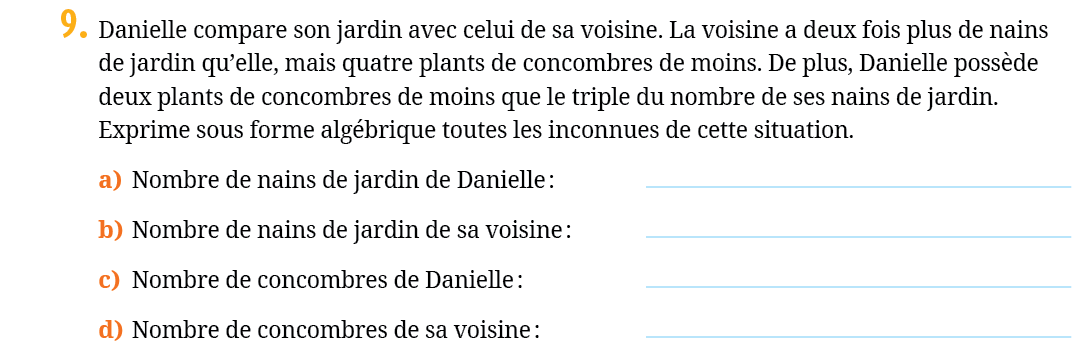 9. Danielle compare son jardin avec celui de sa voisine. La voisine a deux fois plus de nains
de jardin qu’elle, mais quatre plants de concombres de moins. De plus, Danielle possède
deux plants de concombres de moins que le triple du nombre de ses nains de jardin.
Exprime sous forme algébrique toutes les inconnues de cette situation.
a) Nombre de nains de jardin de Danielle :
b) Nombre de nains de jardin de sa voisine :
c) Nombre de concombres de Danielle :
d) Nombre de concombres de sa voisine :